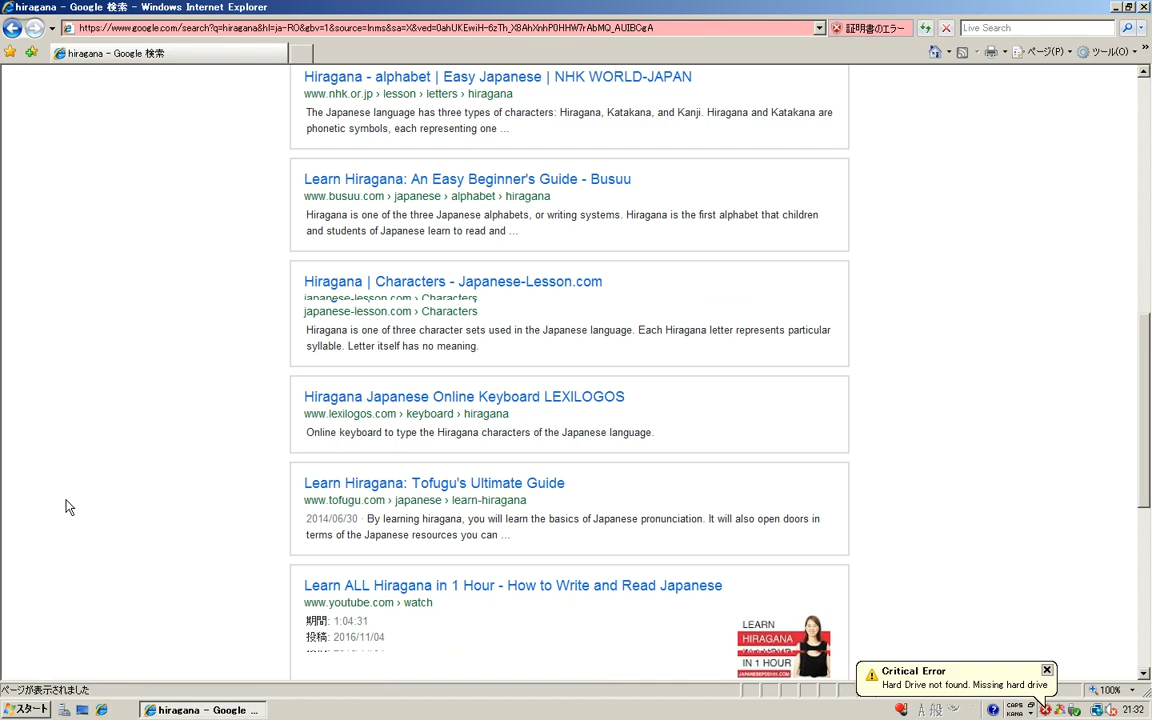 hiragana - Google 検索 - Windows Internet Explorer
https://www.google.com/search?q=hiragana&hl=ja-RO&gbv=1&source=lnms&sa=X&ved=0ahUKEwiH-6zTh_X8AhXnhP0HHW7rAbMQ_AUIBCgA
証明書のエラー
Live Search
hiragana - Google 検索
ページ(P)
ツール(O)
Hiragana - alphabet | Easy Japanese | NHK WORLD-JAPAN
www.nhk.or.jp › lesson › letters › hiragana
The Japanese language has three types of characters: Hiragana, Katakana, and Kanji. Hiragana and Katakana are
phonetic symbols, each representing one ...
Learn Hiragana: An Easy Beginner's Guide - Busuu
www.busuu.com › japanese › alphabet › hiragana
Hiragana is one of the three Japanese alphabets, or writing systems. Hiragana is the first alphabet that children
and students of Japanese learn to read and ...
Hiragana | Characters - Japanese-Lesson.com
japanese-lesson.com › Characters
japanese-lesson.com › Characters
Hiragana is one of three character sets used in the Japanese language. Each Hiragana letter represents particular
syllable. Letter itself has no meaning.
Hiragana Japanese Online Keyboard LEXILOGOS
www.lexilogos.com › keyboard › hiragana
Online keyboard to type the Hiragana characters of the Japanese language.
Learn Hiragana: Tofugu's Ultimate Guide
www.tofugu.com › japanese › learn-hiragana
2014/06/30 · By learning hiragana, you will learn the basics of Japanese pronunciation. It will also open doors in
terms of the Japanese resources you can ...
Learn ALL Hiragana in 1 Hour - How to Write and Read Japanese
www.youtube.com › watch
期間: 1:04:31
投稿: 2016/11/04
LEARN
HIRAGANA
IN 1 HOUR
JAPANESEPOD101.COM
Critical Error
Hard Drive not found. Missing hard drive
ページが表示されました
100%
スタート
hiragana - Google ...
A 般
CAPS
KANA
21:32